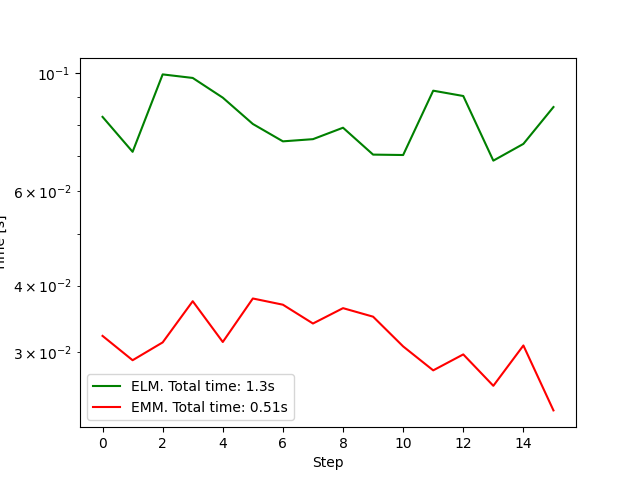 10⁻¹
6 × 10⁻²
4 × 10⁻²
3 × 10⁻²
[s]
ELM. Total time: 1.3s
EMM. Total time: 0.51s
0 2 4 6 8 10 12 14
Step